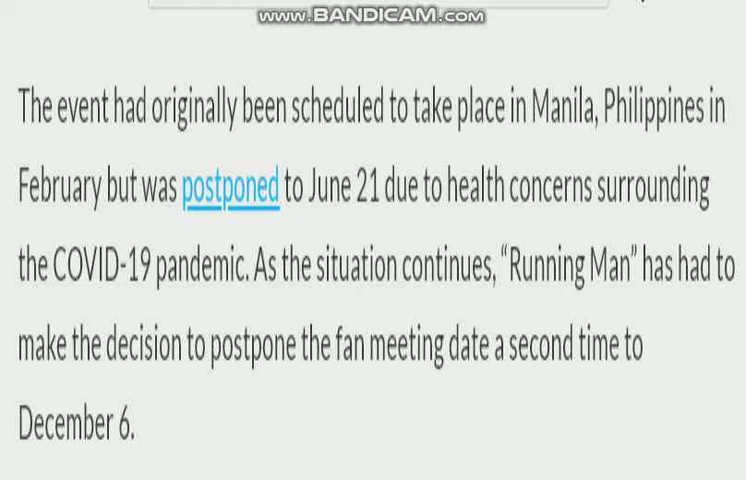 www.BANDICAM.com
The event had originally been scheduled to take place in Manila, Philippines in
February but was postponed to June 21 due to health concerns surrounding
the COVID-19 pandemic. As the situation continues, “Running Man” has had to
make the decision to postpone the fan meeting date a second time to
December 6.